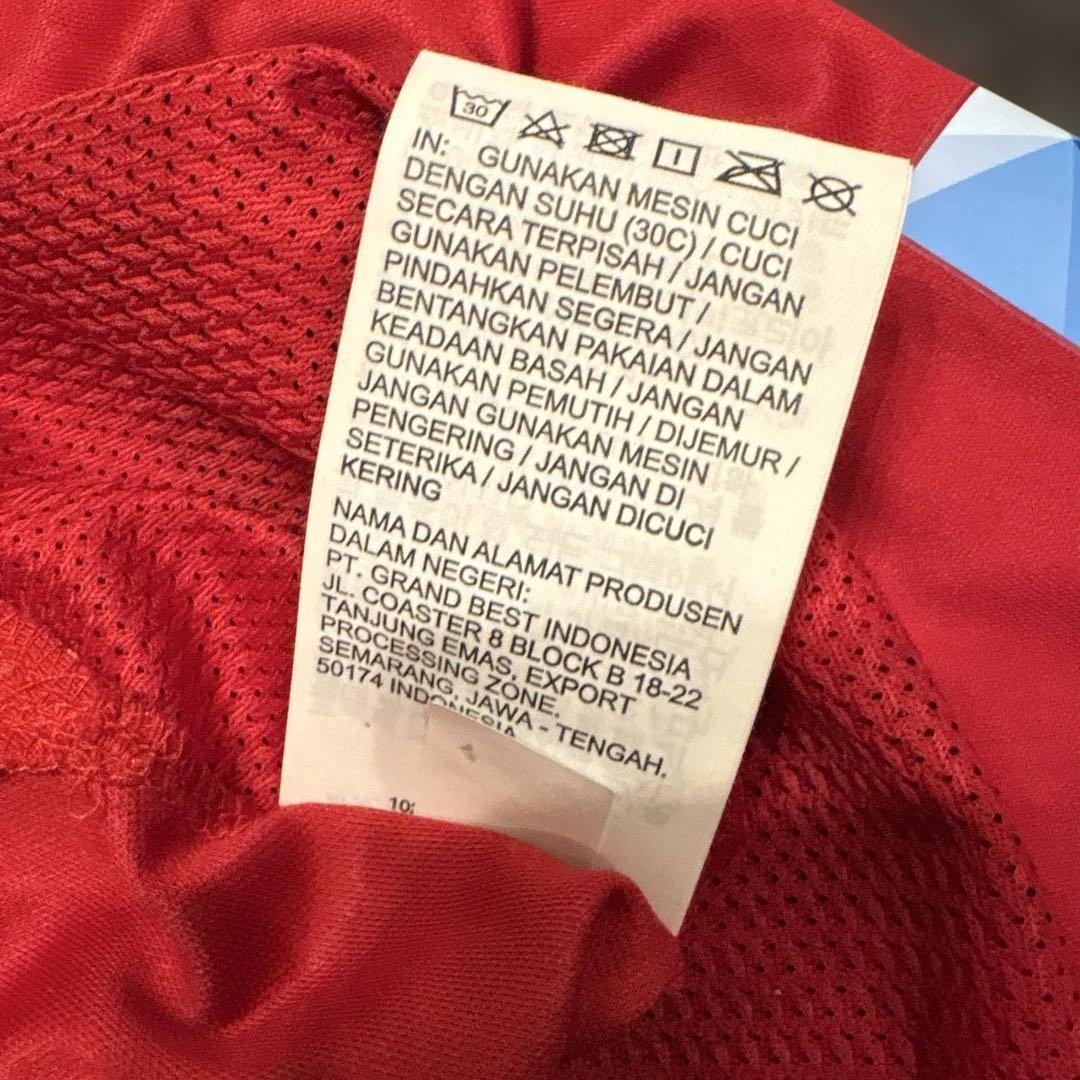 30
IN: GUNAKAN MESIN CUCI
DENGAN SUHU (30C) / CUCI
SECARA TERPISAH / JANGAN
GUNAKAN PELEMBUT /
PINDAHKAN SEGERA / JANGAN
BENTANGKAN PAKAIAN DALAM
KEADAAN BASAH / JANGAN
GUNAKAN PEMUTIH / DIJEMUR /
JANGAN GUNAKAN MESIN
PENGERING / JANGAN DI
SETERIKA / JANGAN DICUCI
KERING
NAMA DAN ALAMAT PRODUSEN
DALAM NEGERI:
PT. GRAND BEST INDONESIA
JL. COASTER 8 BLOCK B 18-22
TANJUNG EMAS, EXPORT
PROCESSING ZONE,
SEMARANG, JAWA - TENGAH.
50174 INDONESIA
10: